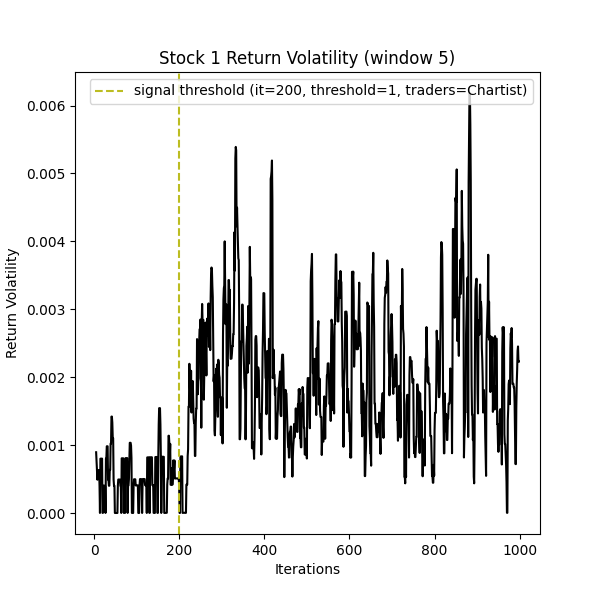 Stock 1 Return Volatility (window 5)
signal threshold (it=200, threshold=1, traders=Chartist)
0.006
0.005
0.004
0.003
0.002
0.001
0.000
Return Volatility
0 200 400 600 800 1000
Iterations